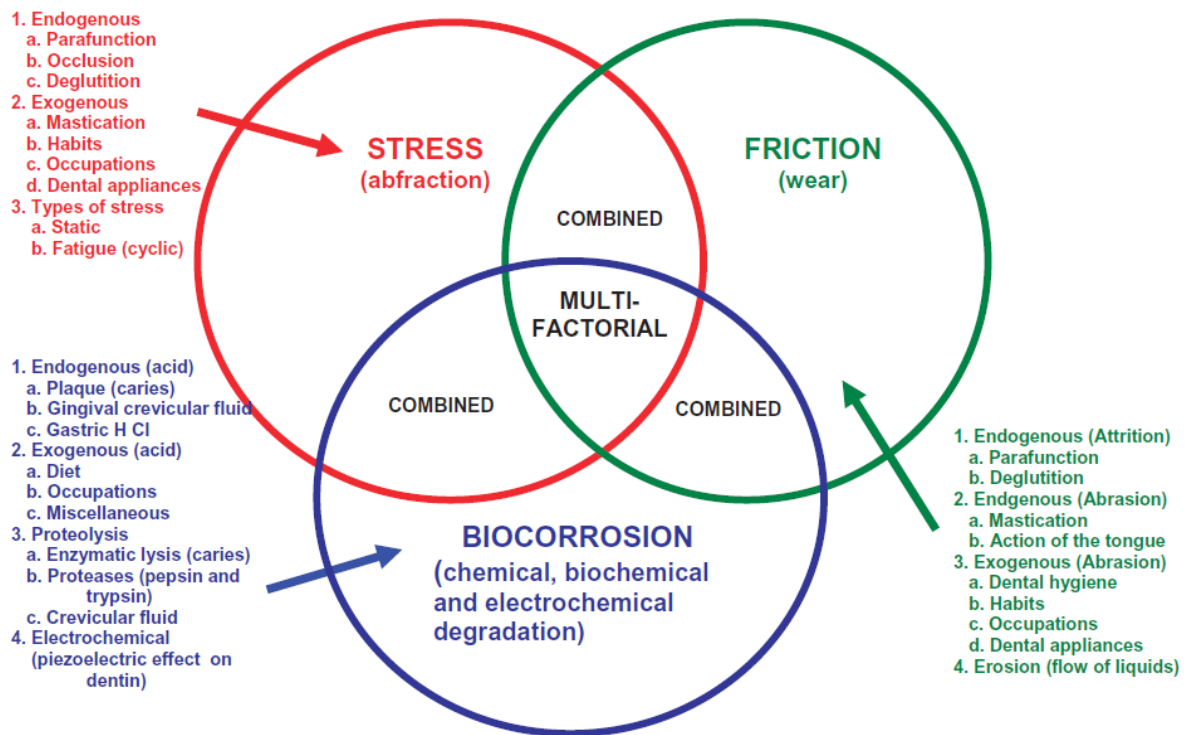 1. Endogenous
a. Parafunction
b. Occlusion
c. Deglutition
2. Exogenous
a. Mastication
b. Habits
c. Occupations
d. Dental appliances
3. Types of stress
a. Static
b. Fatigue (cyclic)
STRESS
(abfraction)
FRICTION
(wear)
COMBINED
MULTI-
FACTORIAL
COMBINED
COMBINED
1. Endogenous (acid)
a. Plaque (caries)
b. Gingival crevicular fluid
c. Gastric H Cl
2. Exogenous (acid)
a. Diet
b. Occupations
c. Miscellaneous
3. Proteolysis
a. Enzymatic lysis (caries)
b. Proteases (pepsin and
trypsin)
c. Crevicular fluid
4. Electrochemical
(piezoelectric effect on
dentin)
BIOCORROSION
(chemical, biochemical
and electrochemical
degradation)
1. Endogenous (Attrition)
a. Parafunction
b. Deglutition
2. Endgenous (Abrasion)
a. Mastication
b. Action of the tongue
3. Exogenous (Abrasion)
a. Dental hygiene
b. Habits
c. Occupations
d. Dental appliances
4. Erosion (flow of liquids)